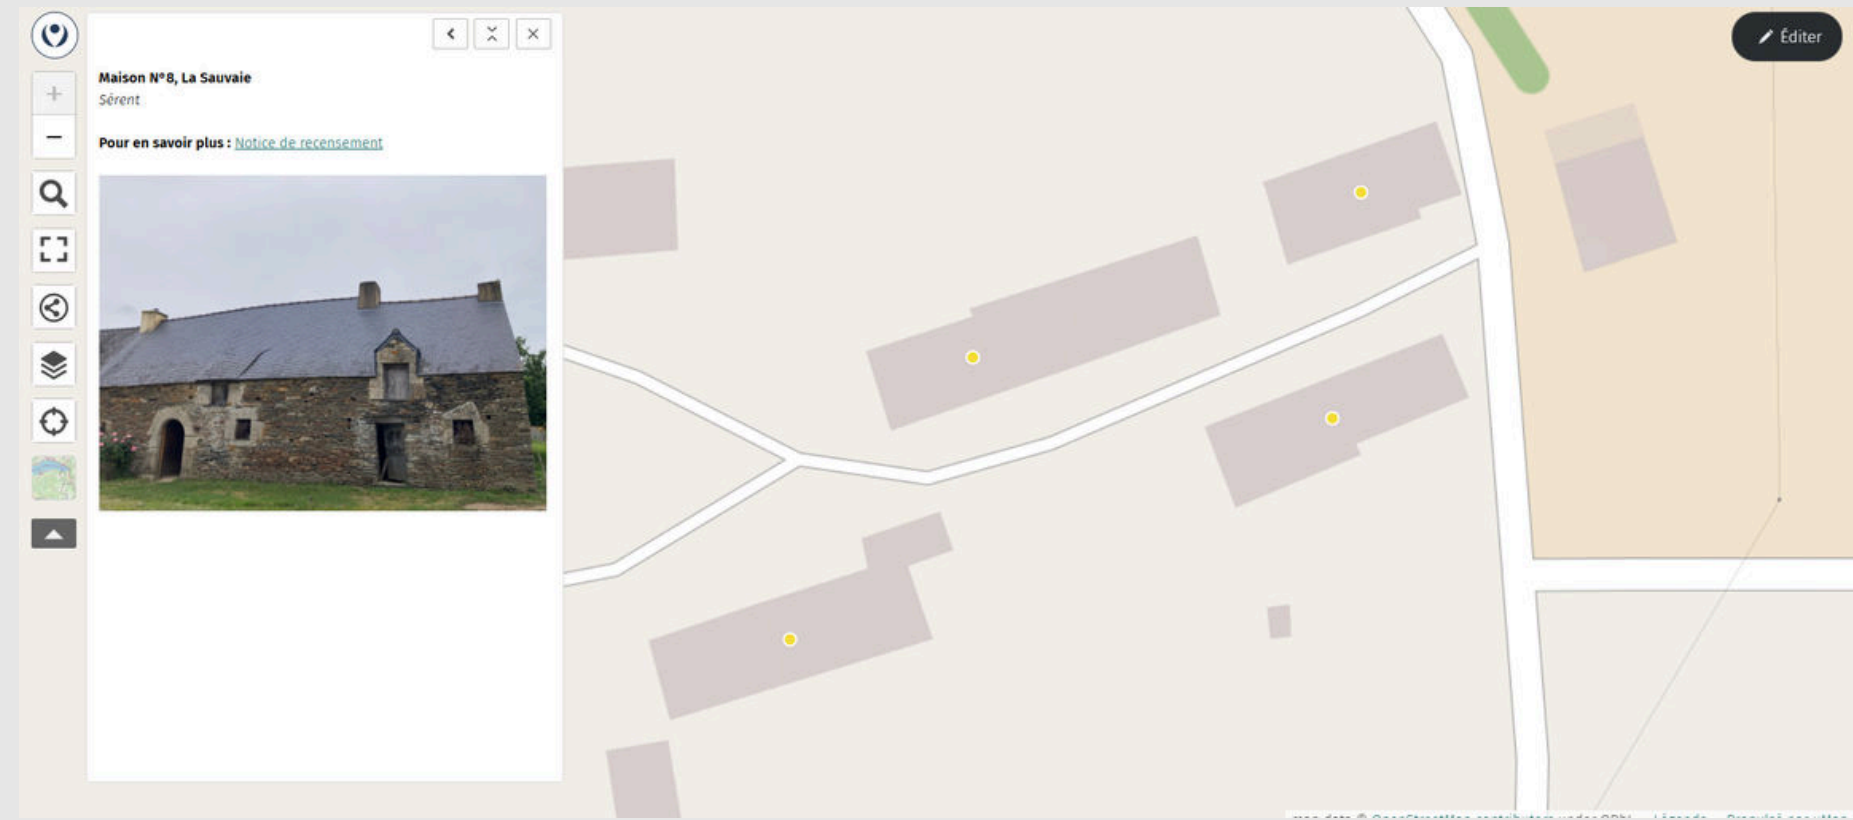 Maison N°8, La Sauvaie
Sérent
Pour en savoir plus : Notice de recensement
Éditer